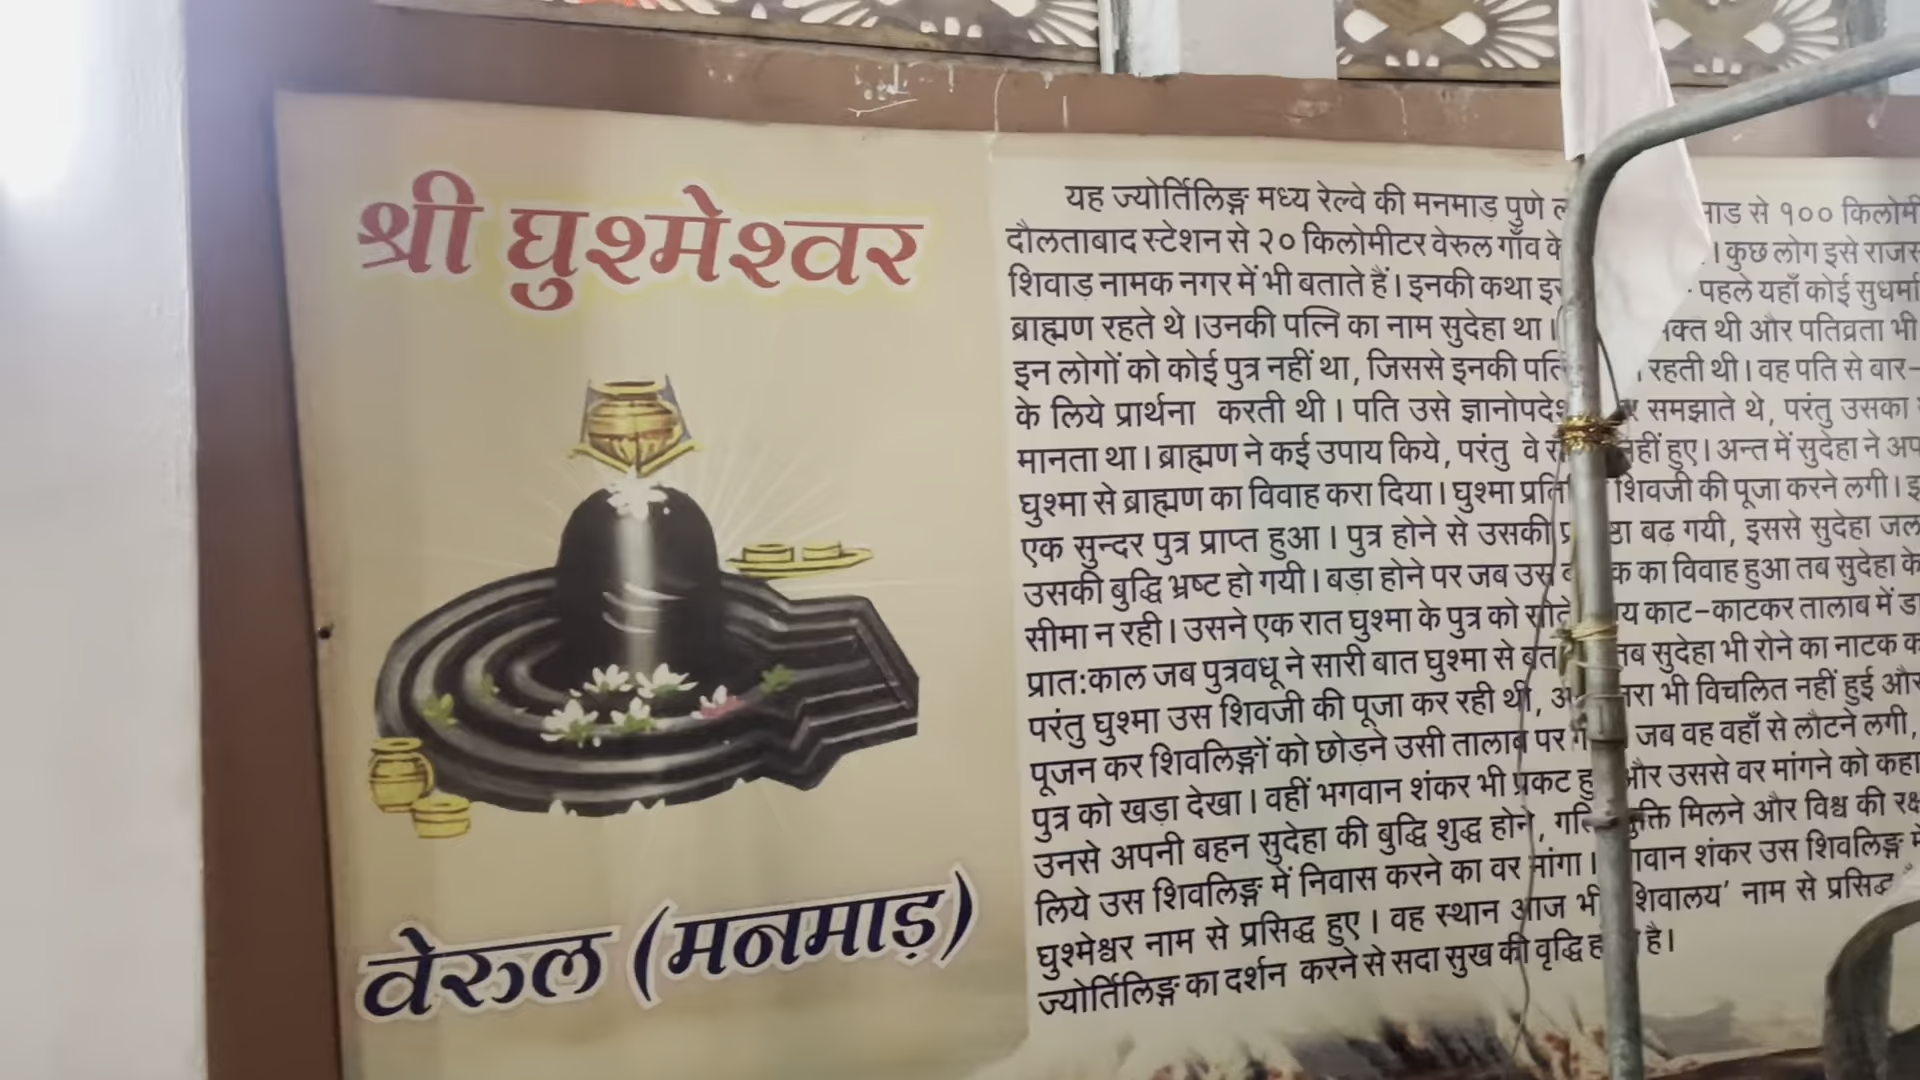 श्री घुश्मेश्वर
वेरुल (मनमाड़)
यह ज्योर्तिलिङ्ग मध्य रेल्वे की मनमाड़ पुणे से १०० किलोमी
दौलताबाद स्टेशन से २० किलोमीटर वेरुल गाँव के । कुछ लोग इसे राजस
शिवाड़ नामक नगर में भी बताते हैं। इनकी कथा पहले यहाँ कोई सुधर्मा
ब्राह्मण रहते थे ।उनकी पत्नि का नाम सुदेहा था। थी और पतिव्रता भी
इन लोगों को कोई पुत्र नहीं था, जिससे इनकी रहती थी। वह पति से बार-
के लिये प्रार्थना करती थी । पति उसे समझाते थे, परंतु उसका
मानता था। ब्राह्मण ने कई उपाय किये, परंतु वे नहीं हुए। अन्त में सुदेहा ने अप
घुश्मा से ब्राह्मण का विवाह करा दिया। घुश्मा शिवजी की पूजा करने लगी। इ
एक सुन्दर पुत्र प्राप्त हुआ । पुत्र होने से उसकी बढ गयी, इससे सुदेहा जल
उसकी बुद्धि भ्रष्ट हो गयी। बड़ा होने पर जब उस का विवाह हुआ तब सुदेहा के
सीमा न रही। उसने एक रात घुश्मा के पुत्र को सोते काट-काटकर तालाब में डा
प्रात:काल जब पुत्रवधू ने सारी बात घुश्मा से तब सुदेहा भी रोने का नाटक क
परंतु घुश्मा उस शिवजी की पूजा कर रही थी, भी विचलित नहीं हुई और
पूजन कर शिवलिङ्गों को छोड़ने उसी तालाब पर जब वह वहाँ से लौटने लगी,
पुत्र को खड़ा देखा। वहीं भगवान शंकर भी प्रकट और उससे वर मांगने को कहा
उनसे अपनी बहन सुदेहा की बुद्धि शुद्ध होने, मिलने और विश्व की रक्ष
लिये उस शिवलिङ्ग में निवास करने का वर मांगा। शंकर उस शिवलिङ्ग में
घुश्मेश्वर नाम से प्रसिद्ध हुए । वह स्थान आज भी शिवालय’ नाम से प्रसिद्ध
ज्योर्तिलिङ्ग का दर्शन करने से सदा सुख की वृद्धि है।